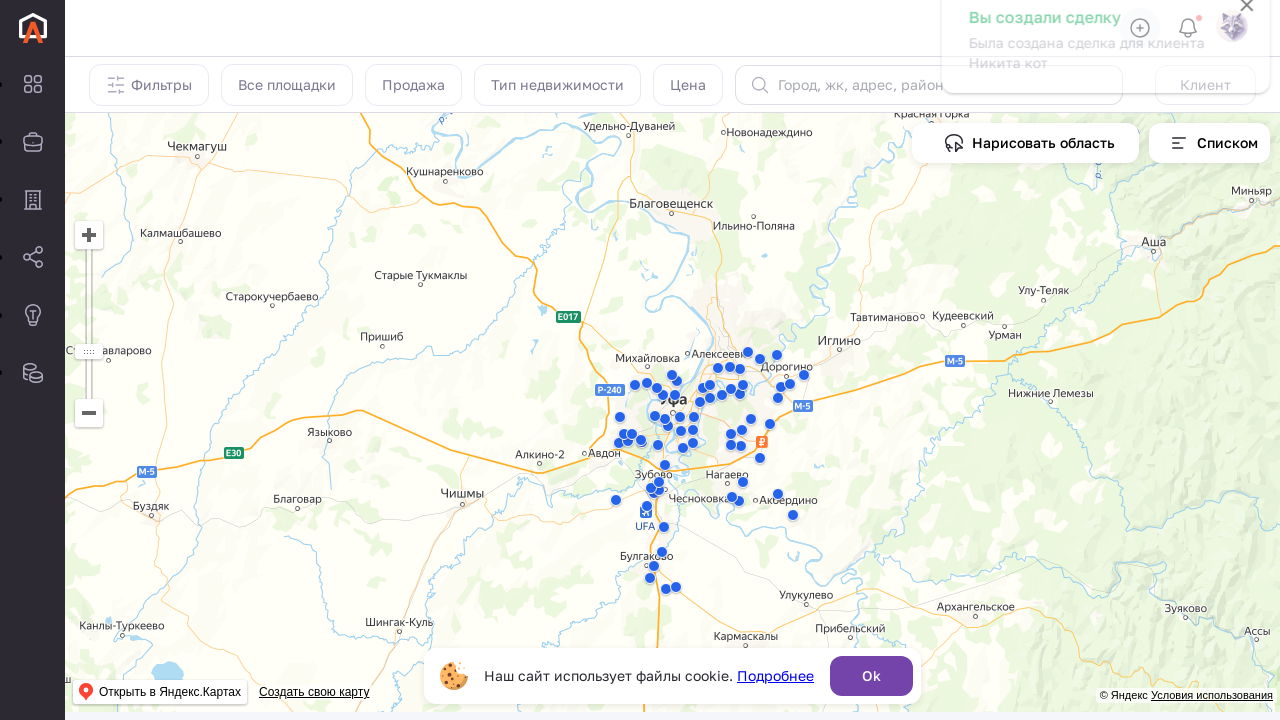 Вы создали сделку
Была создана сделка для клиента
Никита кот
Фильтры
Все площадки
Продажа
Тип недвижимости
Цена
Город, жк, адрес, район
Клиент
Нарисовать область
Списком
Удельно-Дуваней
Новонадеждино
Красная Горка
Чекмагуш
Кушнаренково
Благовещенск
Миньяр
Ильино-Поляна
Калмашбашево
Аша
Старые Тукмаклы
Старокучербаево
Улу-Теляк
E017
Тавтиманово
Кудеевский
Урман
Пришиб
Иглино
Михайловка
Алексеевка
М-5
Дорогино
Р-240
Нижние Лемезы
Уфа
М-5
Языково
₽
Е30
Алкино-2
Авдон
М-5
Зубово
Нагаево
Буздяк
Благовар
Чишмы
Чесноковка
Акбердино
UFA
Булгаково
Улукулево
Архангельское
Зуяково
Канлы-Туркеево
Шингак-Куль
Прибельский
Кармаскалы
Ассы
Наш сайт использует файлы cookie. Подробнее
Ok
Открыть в Яндекс.Картах
Создать свою карту
© Яндекс Условия использования